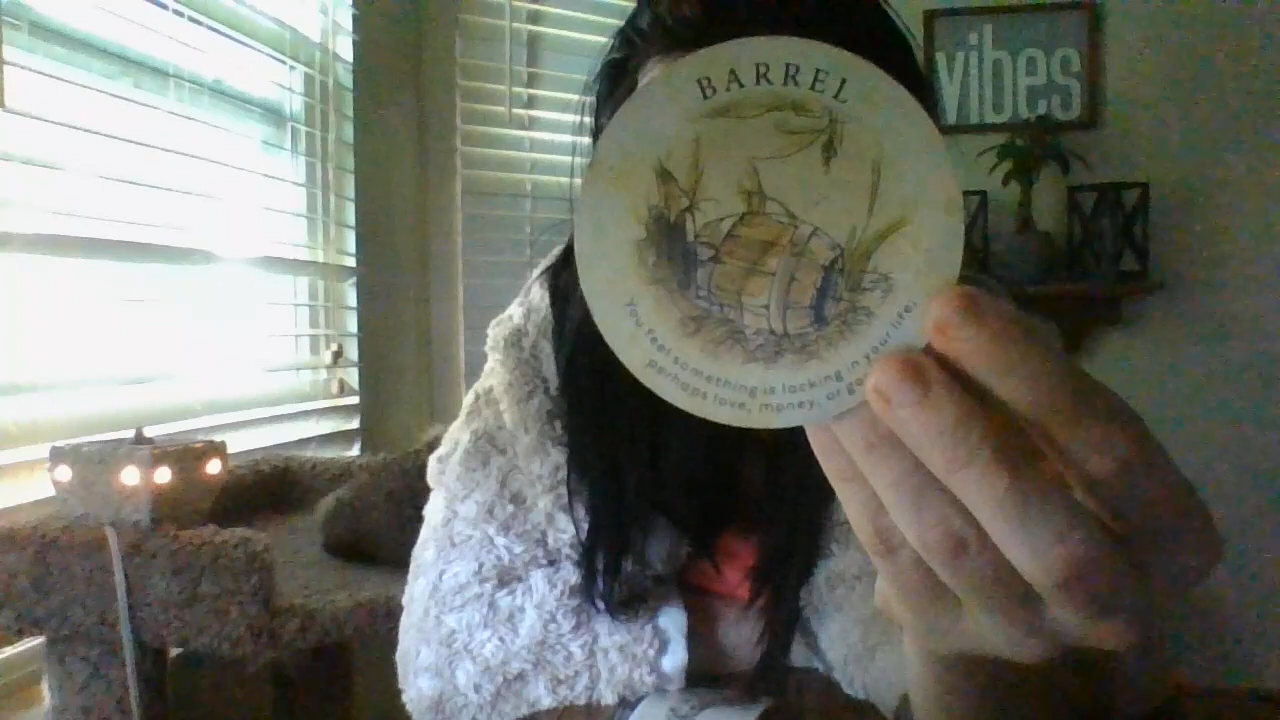 BARREL
vibes
You feel something is lacking in your life,
perhaps love, money, or